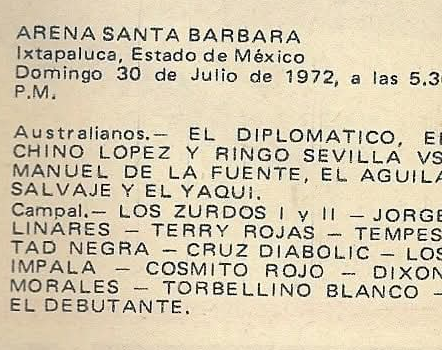 ARENA SANTA BARBARA
Ixtapaluca, Estado de México
Domingo 30 de Julio de 1972, a las 5.30
P.M.
Australianos.— EL DIPLOMATICO, El
CHINO LOPEZ Y RINGO SEVILLA VS
MANUEL DE LA FUENTE, EL AGUILA
SALVAJE Y EL YAQUI.
Campal.— LOS ZURDOS I y II — JORGE
LINARES — TERRY ROJAS — TEMPES
TAD NEGRA — CRUZ DIABOLIC — LOS
IMPALA — COSMITO ROJO — DIXON
MORALES — TORBELLINO BLANCO —
EL DEBUTANTE.